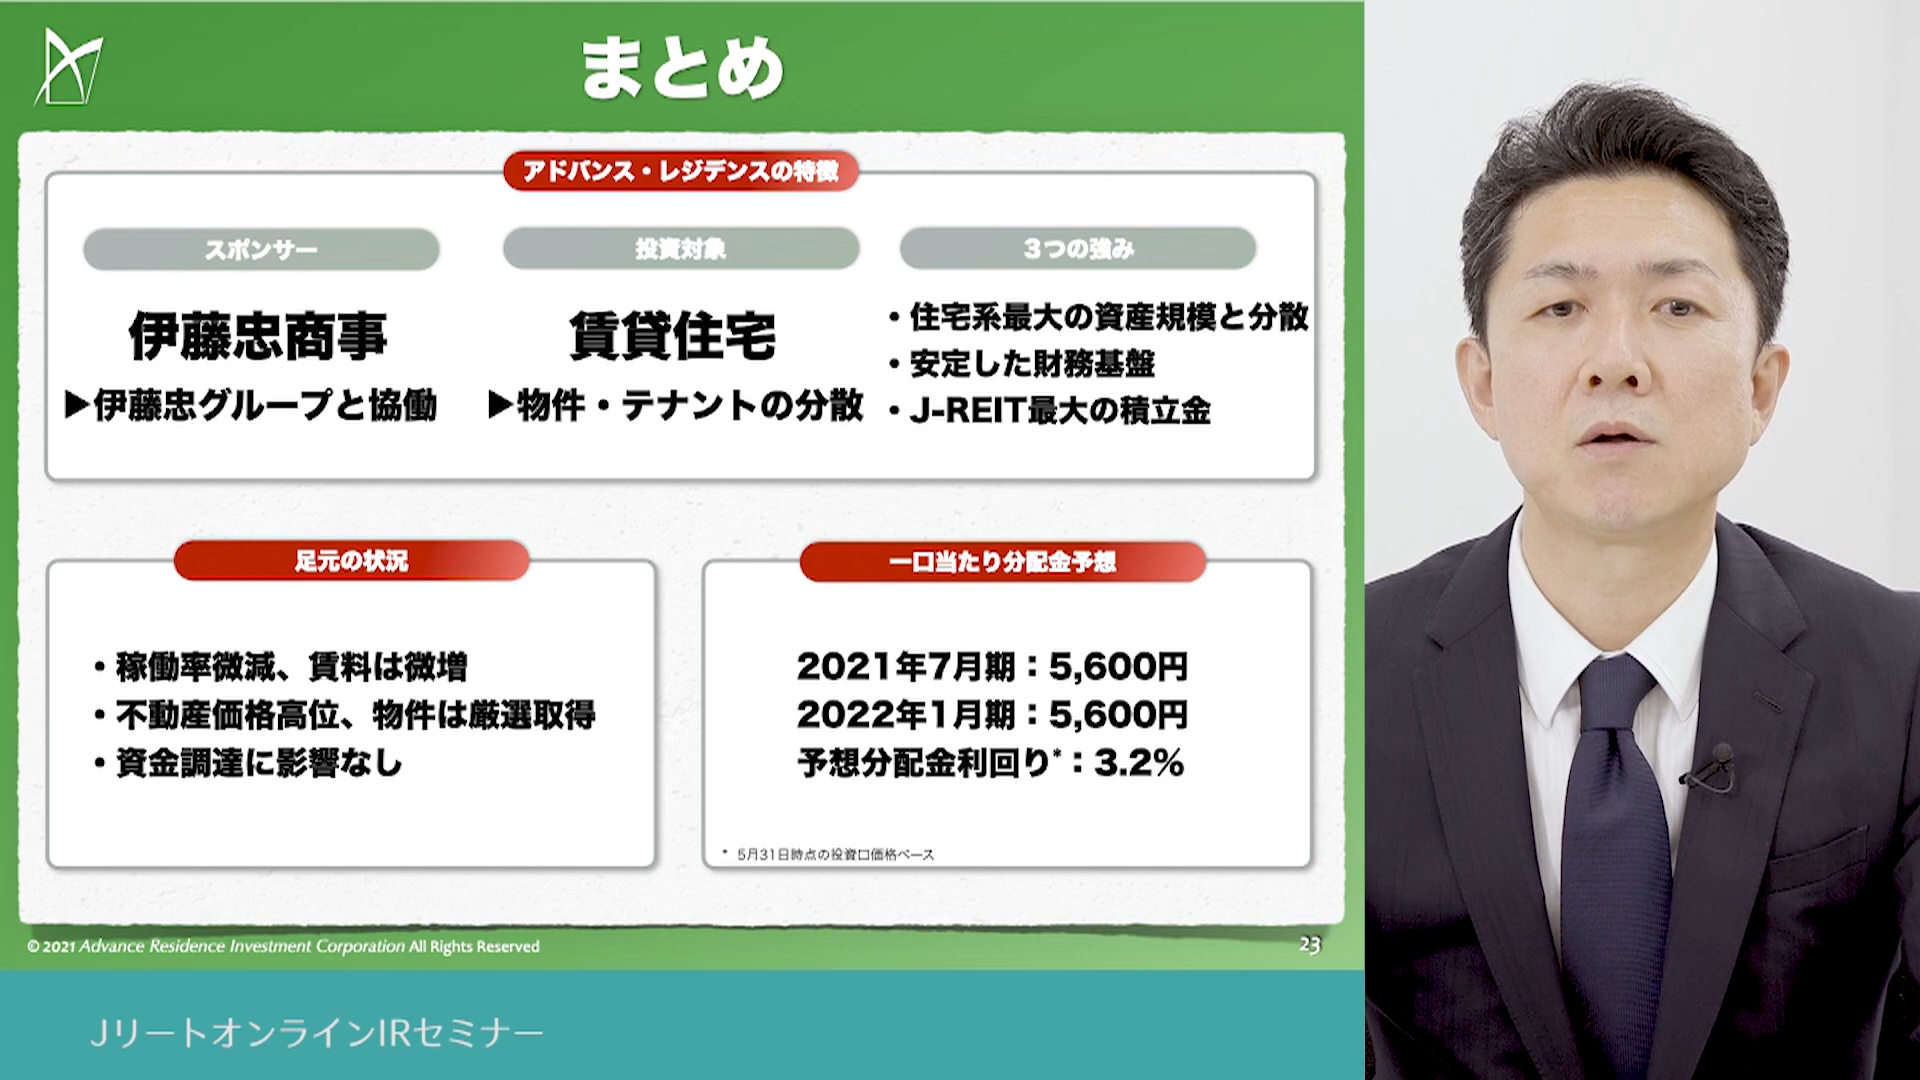 まとめ
アドバンス・レジデンスの特徴
スポンサー
伊藤忠商事
▶伊藤忠グループと協働
投資対象
賃貸住宅
▶物件・テナントの分散
3つの強み
・住宅系最大の資産規模と分散
・安定した財務基盤
・J-REIT最大の積立金
足元の状況
・稼働率微減、賃料は微増
・不動産価格高位、物件は厳選取得
・資金調達に影響なし
一口当たり分配金予想
2021年7月期：5,600円
2022年1月期：5,600円
予想分配金利回り*：3.2%
* 5月31日時点の投資口価格ベース
© 2021 Advance Residence Investment Corporation All Rights Reserved
23
JリートオンラインIRセミナー